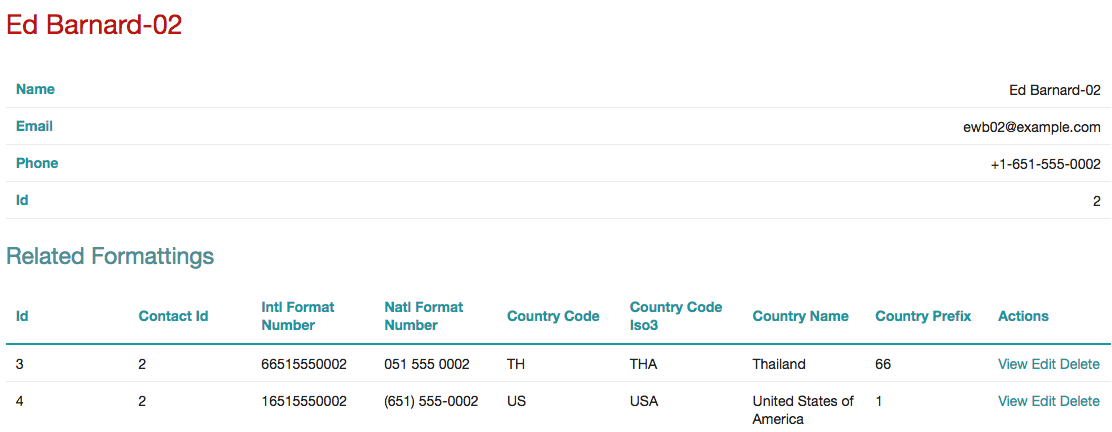 Ed Barnard-02
Name Ed Barnard-02
Email ewb02@example.com
Phone +1-651-555-0002
Id 2
Related Formattings
Id Contact Id Intl Format Number Natl Format Number Country Code Country Code Iso3 Country Name Country Prefix Actions
3 2 66515550002 051 555 0002 TH THA Thailand 66 View Edit Delete
4 2 16515550002 (651) 555-0002 US USA United States of America 1 View Edit Delete